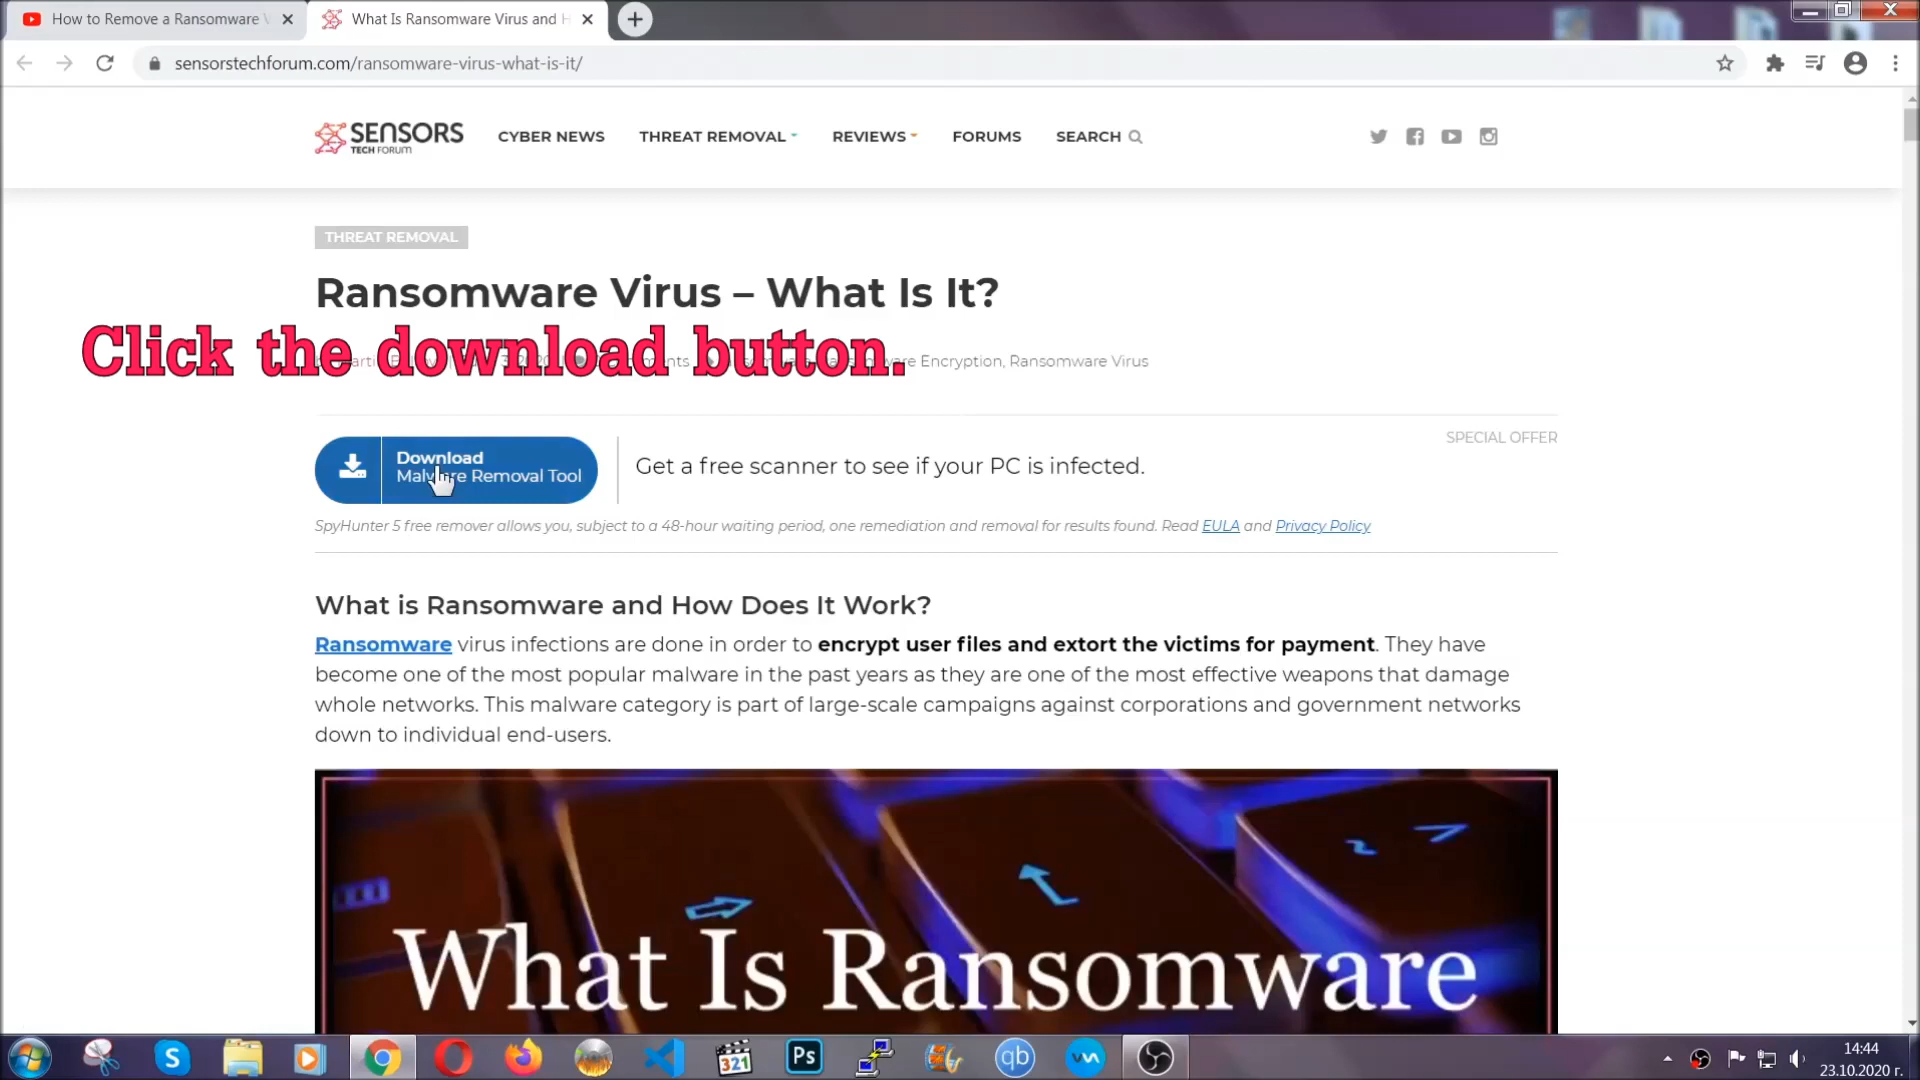 How to Remove a Ransomware V
What Is Ransomware Virus and H
sensorstechforum.com/ransomware-virus-what-is-it/
SENSORS
TECH FORUM
CYBER NEWS
THREAT REMOVAL
REVIEWS
FORUMS
SEARCH
THREAT REMOVAL
Ransomware Virus – What Is It?
Click the download button.
Encryption, Ransomware Virus
SPECIAL OFFER
Download
Malware Removal Tool
Get a free scanner to see if your PC is infected.
SpyHunter 5 free remover allows you, subject to a 48-hour waiting period, one remediation and removal for results found. Read EULA and Privacy Policy
What is Ransomware and How Does It Work?
Ransomware virus infections are done in order to encrypt user files and extort the victims for payment. They have
become one of the most popular malware in the past years as they are one of the most effective weapons that damage
whole networks. This malware category is part of large-scale campaigns against corporations and government networks
down to individual end-users.
What Is Ransomware
S
321
Ps
qb
14:44
23.10.2020 г.